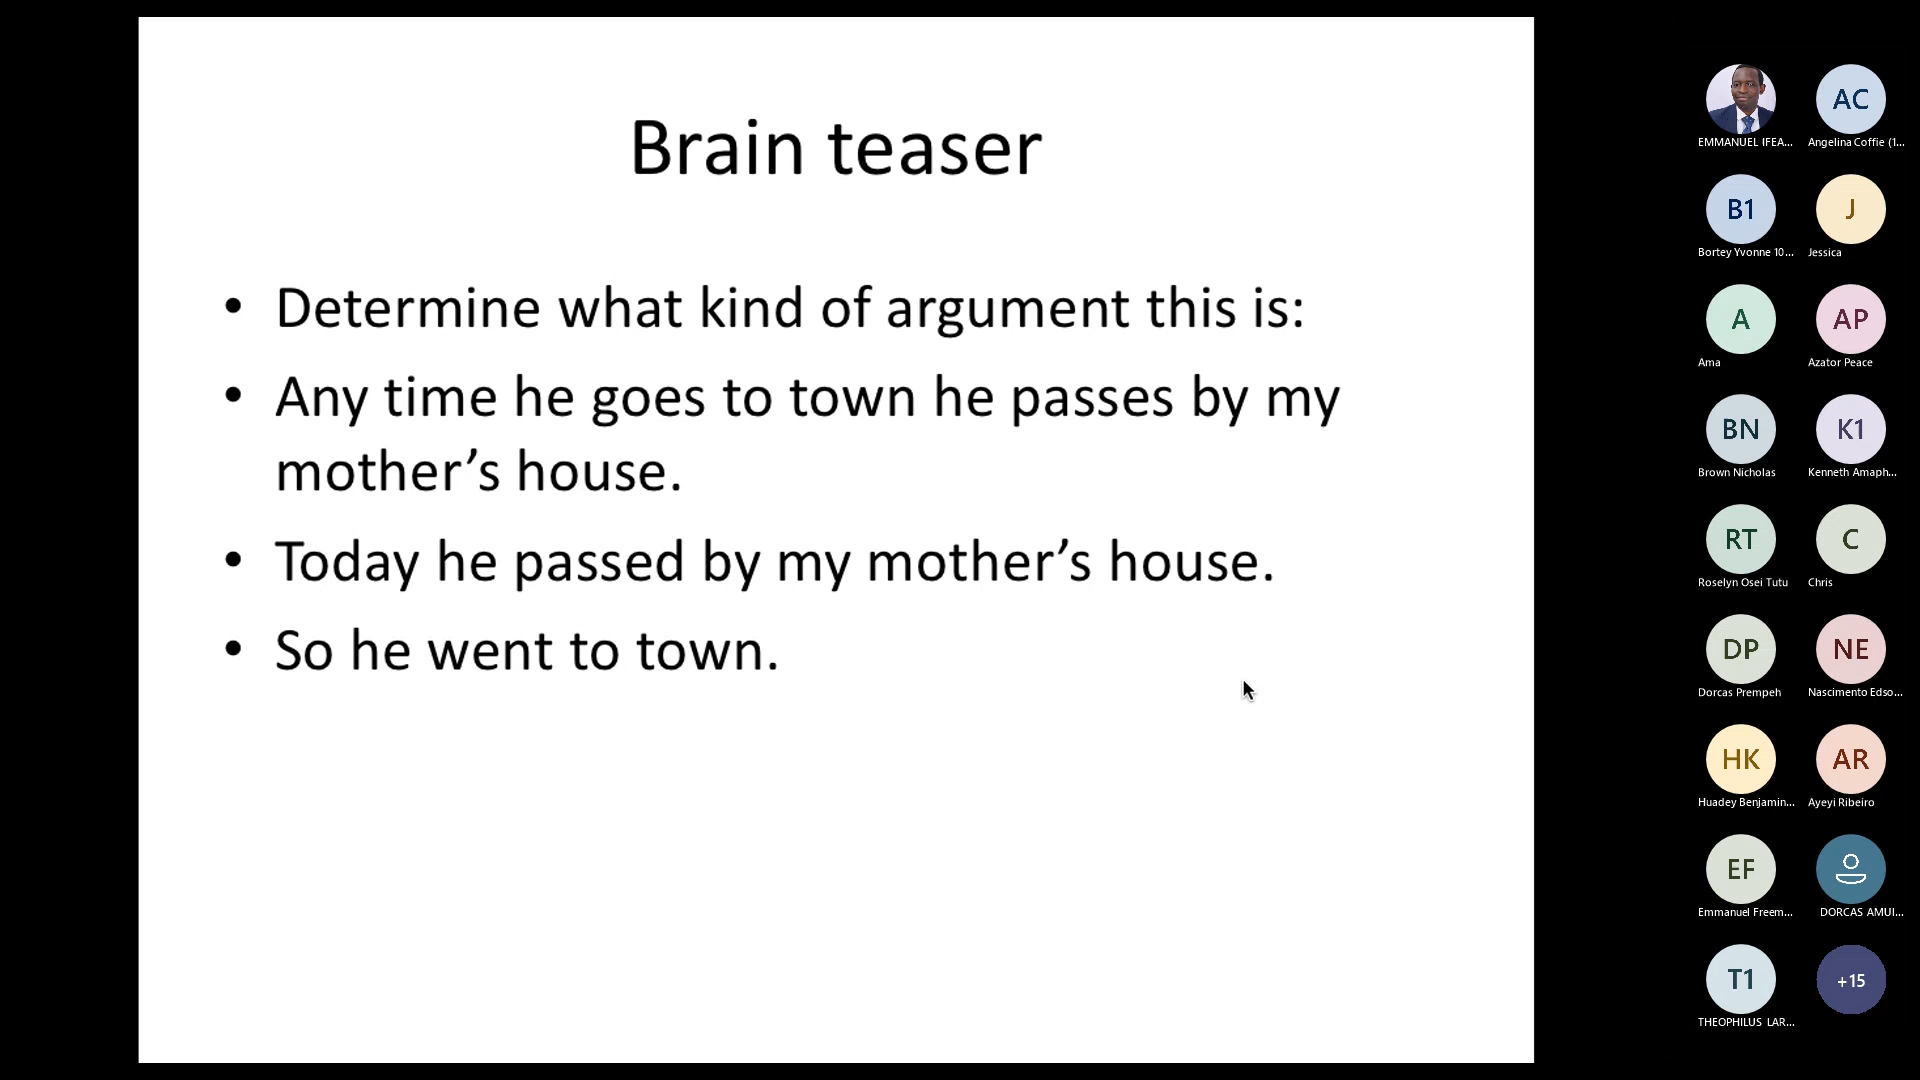 Brain teaser
• Determine what kind of argument this is:
• Any time he goes to town he passes by my
mother’s house.
• Today he passed by my mother’s house.
• So he went to town.
EMMANUEL IFEA...
AC
Angelina Coffie (1...
B1
Bortey Yvonne 10...
J
Jessica
A
Ama
AP
Azator Peace
BN
Brown Nicholas
K1
Kenneth Amaph...
RT
Roselyn Osei Tutu
C
Chris
DP
Dorcas Prempeh
NE
Nascimento Edso...
HK
Huadey Benjamin...
AR
Ayeyi Ribeiro
EF
Emmanuel Freem...
DORCAS AMUI...
T1
THEOPHILUS LAR...
+15